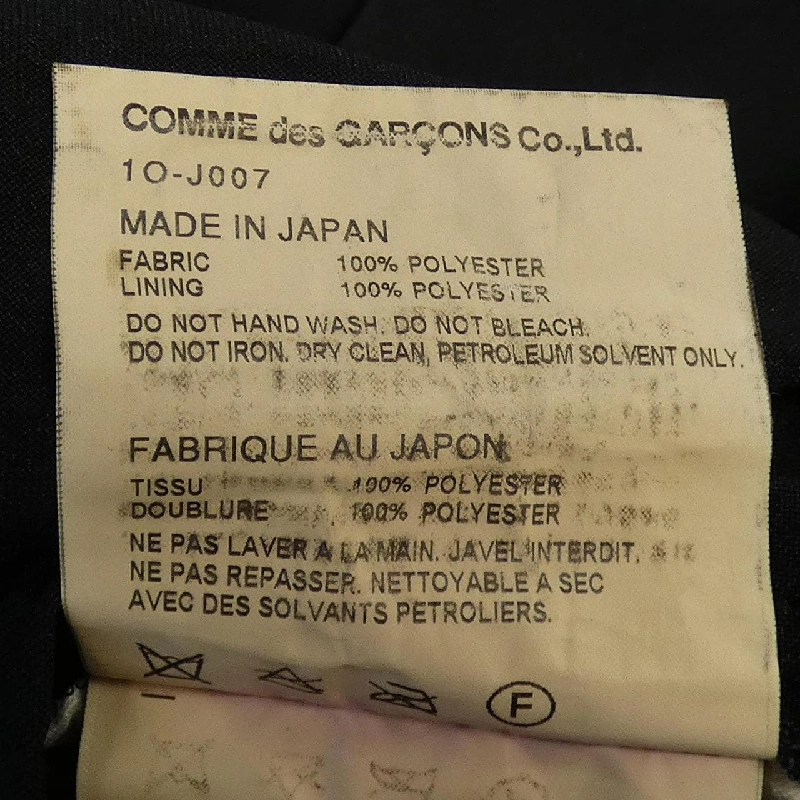 COMME des GARÇONS Co.,Ltd.
1O-J007
MADE IN JAPAN
FABRIC 100% POLYESTER
LINING 100% POLYESTER
DO NOT HAND WASH. DO NOT BLEACH.
DO NOT IRON. DRY CLEAN, PETROLEUM SOLVENT ONLY.
FABRIQUE AU JAPON
TISSU 100% POLYESTER
DOUBLURE 100% POLYESTER
NE PAS LAVER A LA MAIN. JAVEL INTERDIT.
NE PAS REPASSER. NETTOYABLE A SEC
AVEC DES SOLVANTS PETROLIERS.
F